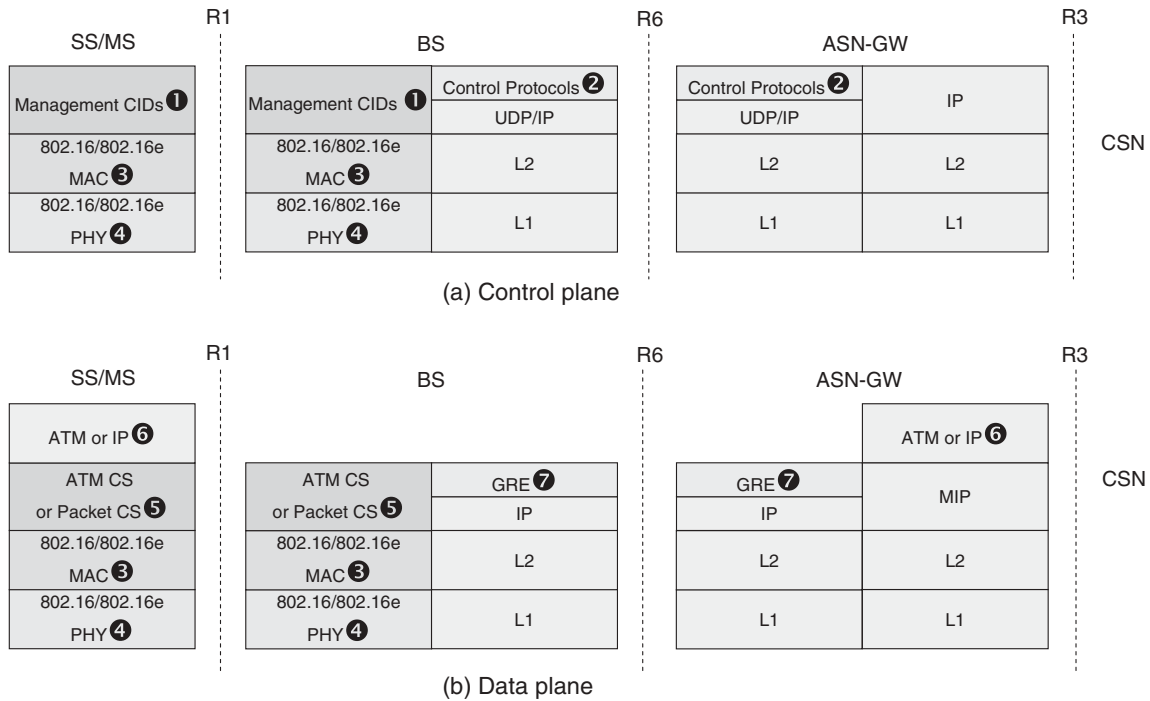 R1
R6
R3
SS/MS
BS
ASN-GW
Management CIDs ❶
Management CIDs ❶
Control Protocols ❷
Control Protocols ❷
IP
UDP/IP
UDP/IP
CSN
802.16/802.16e
MAC ❸
802.16/802.16e
MAC ❸
L2
L2
L2
802.16/802.16e
PHY ❹
802.16/802.16e
PHY ❹
L1
L1
L1
(a) Control plane
R1
R6
R3
SS/MS
BS
ASN-GW
ATM or IP ❻
ATM or IP ❻
ATM CS
or Packet CS ❺
ATM CS
or Packet CS ❺
GRE ❼
GRE ❼
MIP
CSN
IP
IP
802.16/802.16e
MAC ❸
802.16/802.16e
MAC ❸
L2
L2
L2
802.16/802.16e
PHY ❹
802.16/802.16e
PHY ❹
L1
L1
L1
(b) Data plane